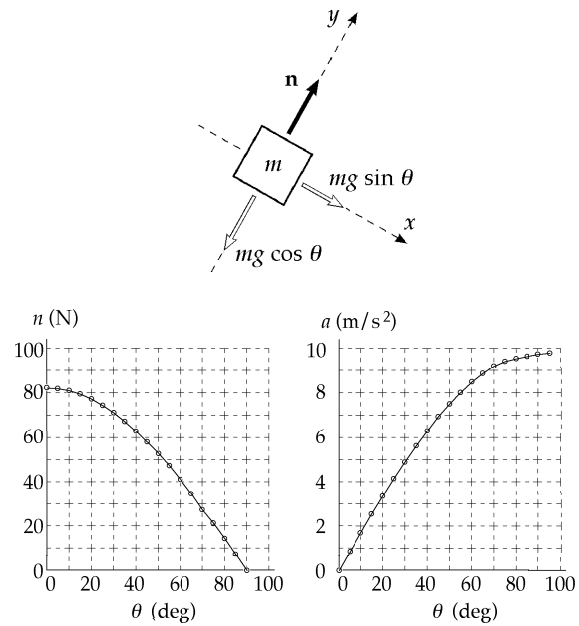 y
n
m
mg sin θ
x
mg cos θ
n (N)
100
80
60
40
20
0
0 20 40 60 80 100
θ (deg)
a (m/s²)
10
8
6
4
2
0
0 20 40 60 80 100
θ (deg)